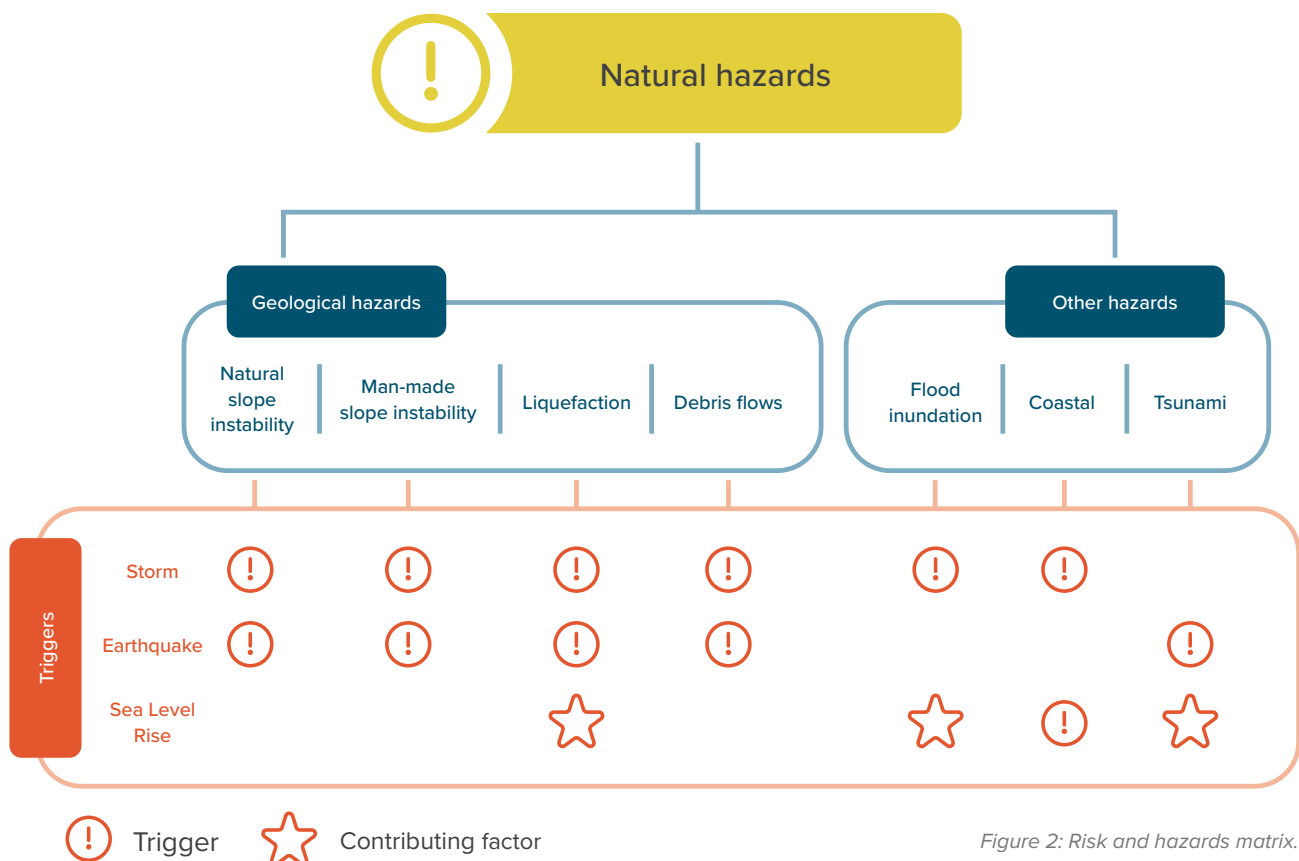 Natural hazards
Geological hazards
Other hazards
Natural
slope
instability
Man-made
slope instability
Liquefaction
Debris flows
Flood
inundation
Coastal
Tsunami
Triggers
Storm
Earthquake
Sea Level
Rise
Trigger
Contributing factor
Figure 2: Risk and hazards matrix.